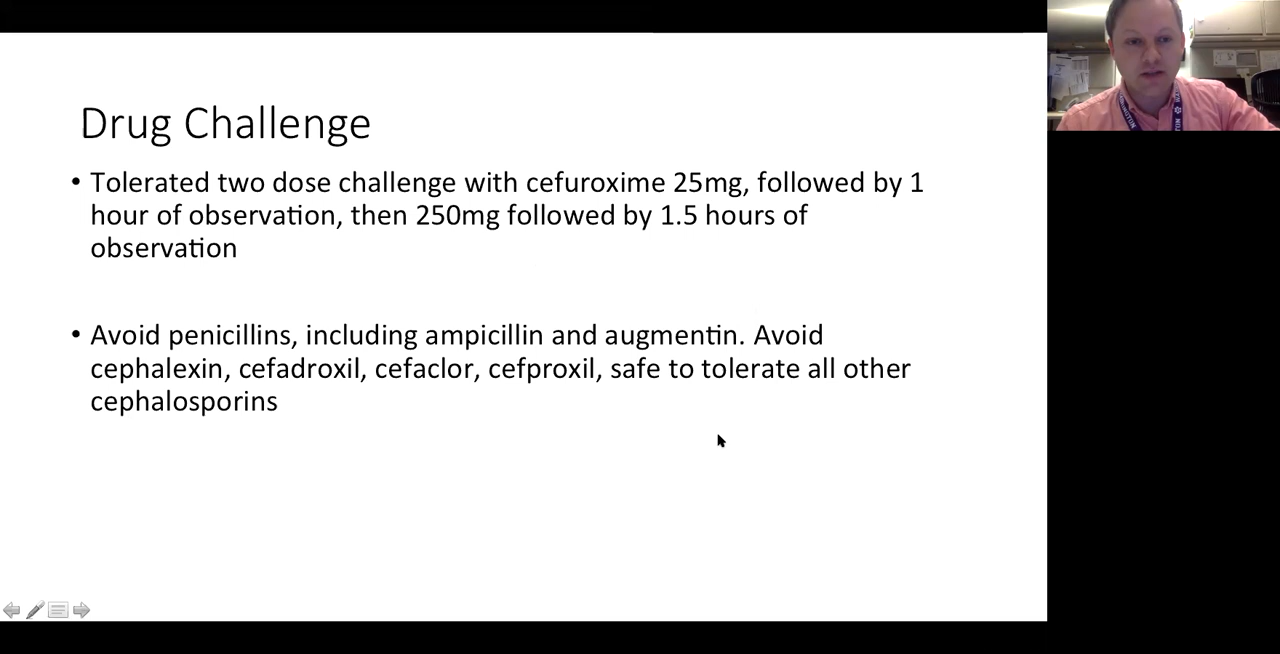 Drug Challenge
• Tolerated two dose challenge with cefuroxime 25mg, followed by 1
hour of observation, then 250mg followed by 1.5 hours of
observation
• Avoid penicillins, including ampicillin and augmentin. Avoid
cephalexin, cefadroxil, cefaclor, cefproxil, safe to tolerate all other
cephalosporins